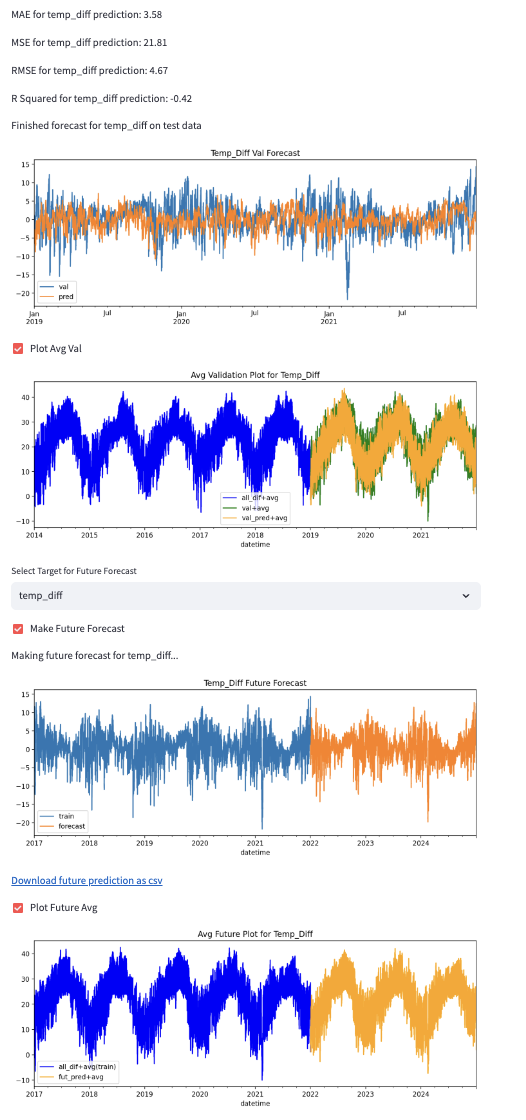 MAE for temp_diff prediction: 3.58
MSE for temp_diff prediction: 21.81
RMSE for temp_diff prediction: 4.67
R Squared for temp_diff prediction: -0.42
Finished forecast for temp_diff on test data
Temp_Diff Val Forecast
15
10
5
0
−5
−10
−15
−20
val
pred
Jan Jul Jan Jul Jan Jul
2019 2020 2021
Plot Avg Val
Avg Validation Plot for Temp_Diff
40
30
20
10
0
−10
all_dif+avg
val+avg
val_pred+avg
2014 2015 2016 2017 2018 2019 2020 2021
datetime
Select Target for Future Forecast
temp_diff
Make Future Forecast
Making future forecast for temp_diff...
Temp_Diff Future Forecast
15
10
5
0
−5
−10
−15
−20
train
forecast
2017 2018 2019 2020 2021 2022 2023 2024
datetime
Download future prediction as csv
Plot Future Avg
Avg Future Plot for Temp_Diff
40
30
20
10
0
−10
all_dif+avg(train)
fut_pred+avg
2017 2018 2019 2020 2021 2022 2023 2024
datetime